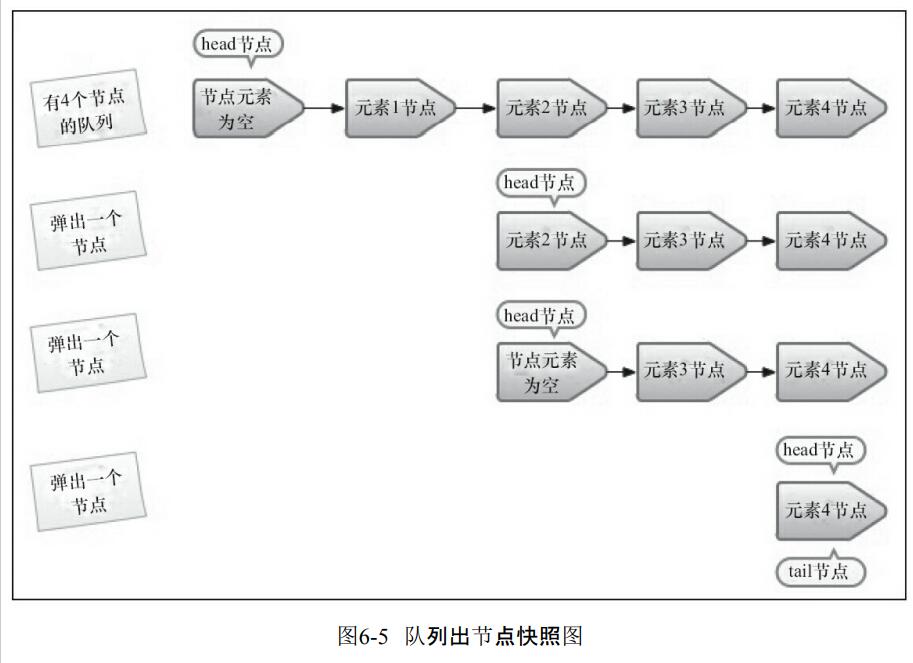 head节点
有4个节点
的队列
节点元素
为空
元素1节点
元素2节点
元素3节点
元素4节点
弹出一个
节点
head节点
元素2节点
元素3节点
元素4节点
弹出一个
节点
head节点
节点元素
为空
元素3节点
元素4节点
弹出一个
节点
head节点
元素4节点
tail节点
图6-5 队列出节点快照图